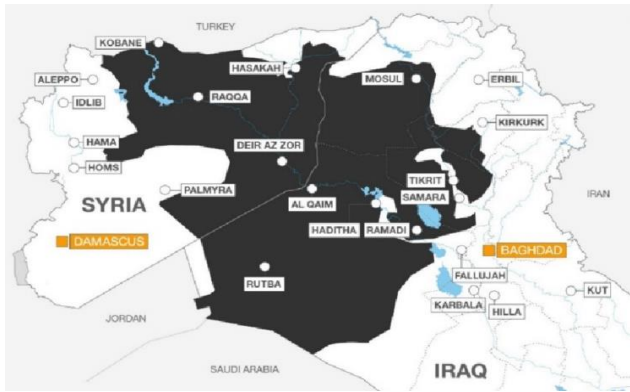 TURKEY
KOBANE
HASAKAH
ALEPPO
MOSUL
ERBIL
IDLIB
RAQQA
KIRKURK
HAMA
DEIR AZ ZOR
HOMS
TIKRIT
PALMYRA
AL QAIM
SAMARA
IRAN
SYRIA
HADITHA
RAMADI
DAMASCUS
BAGHDAD
RUTBA
FALLUJAH
KARBALA
HILLA
KUT
JORDAN
SAUDI ARABIA
IRAQ